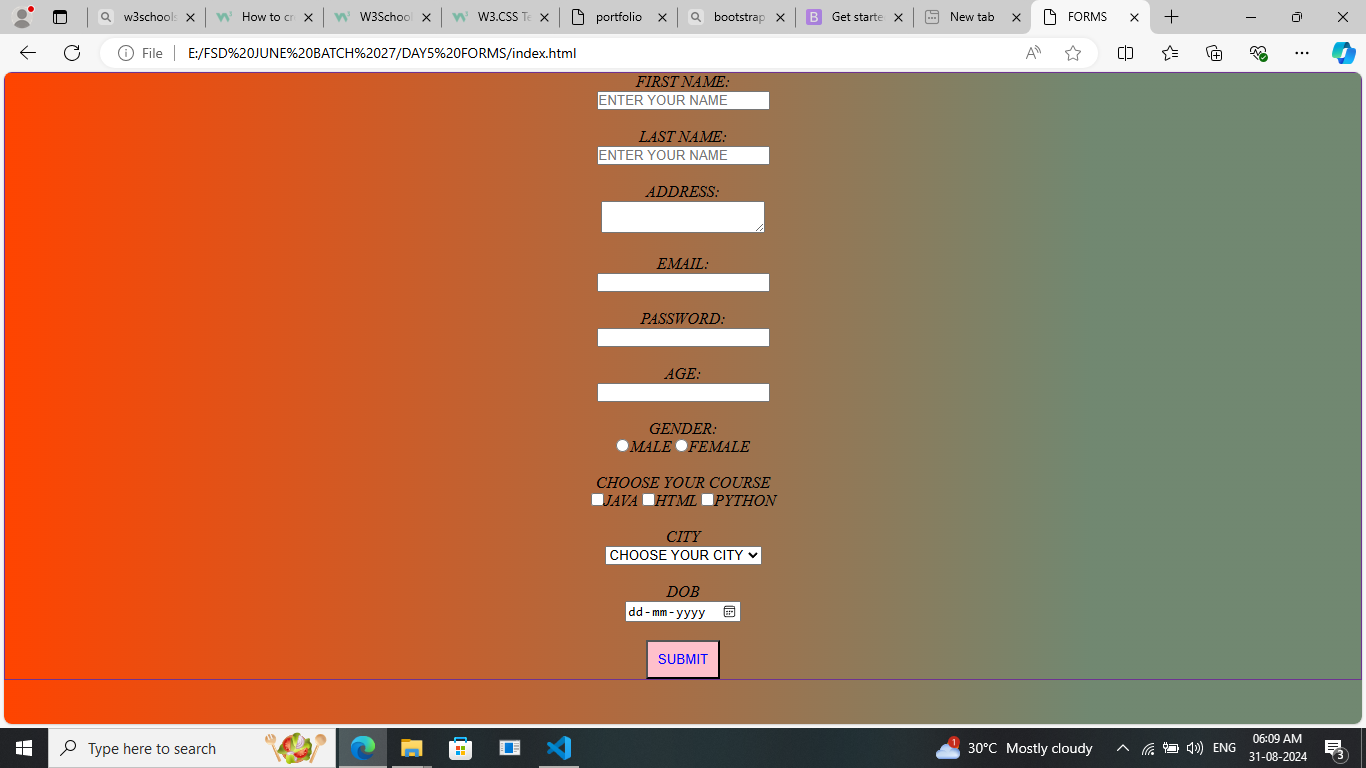 w3schools
How to cr
W3School
W3.CSS Te
portfolio
bootstrap
Get starte
New tab
FORMS
File
E:/FSD%20JUNE%20BATCH%2027/DAY5%20FORMS/index.html
FIRST NAME:
ENTER YOUR NAME
LAST NAME:
ENTER YOUR NAME
ADDRESS:
EMAIL:
PASSWORD:
AGE:
GENDER:
MALE FEMALE
CHOOSE YOUR COURSE
JAVA HTML PYTHON
CITY
CHOOSE YOUR CITY
DOB
dd-mm-yyyy
SUBMIT
Type here to search
1
30°C Mostly cloudy
ENG
06:09 AM
31-08-2024
3